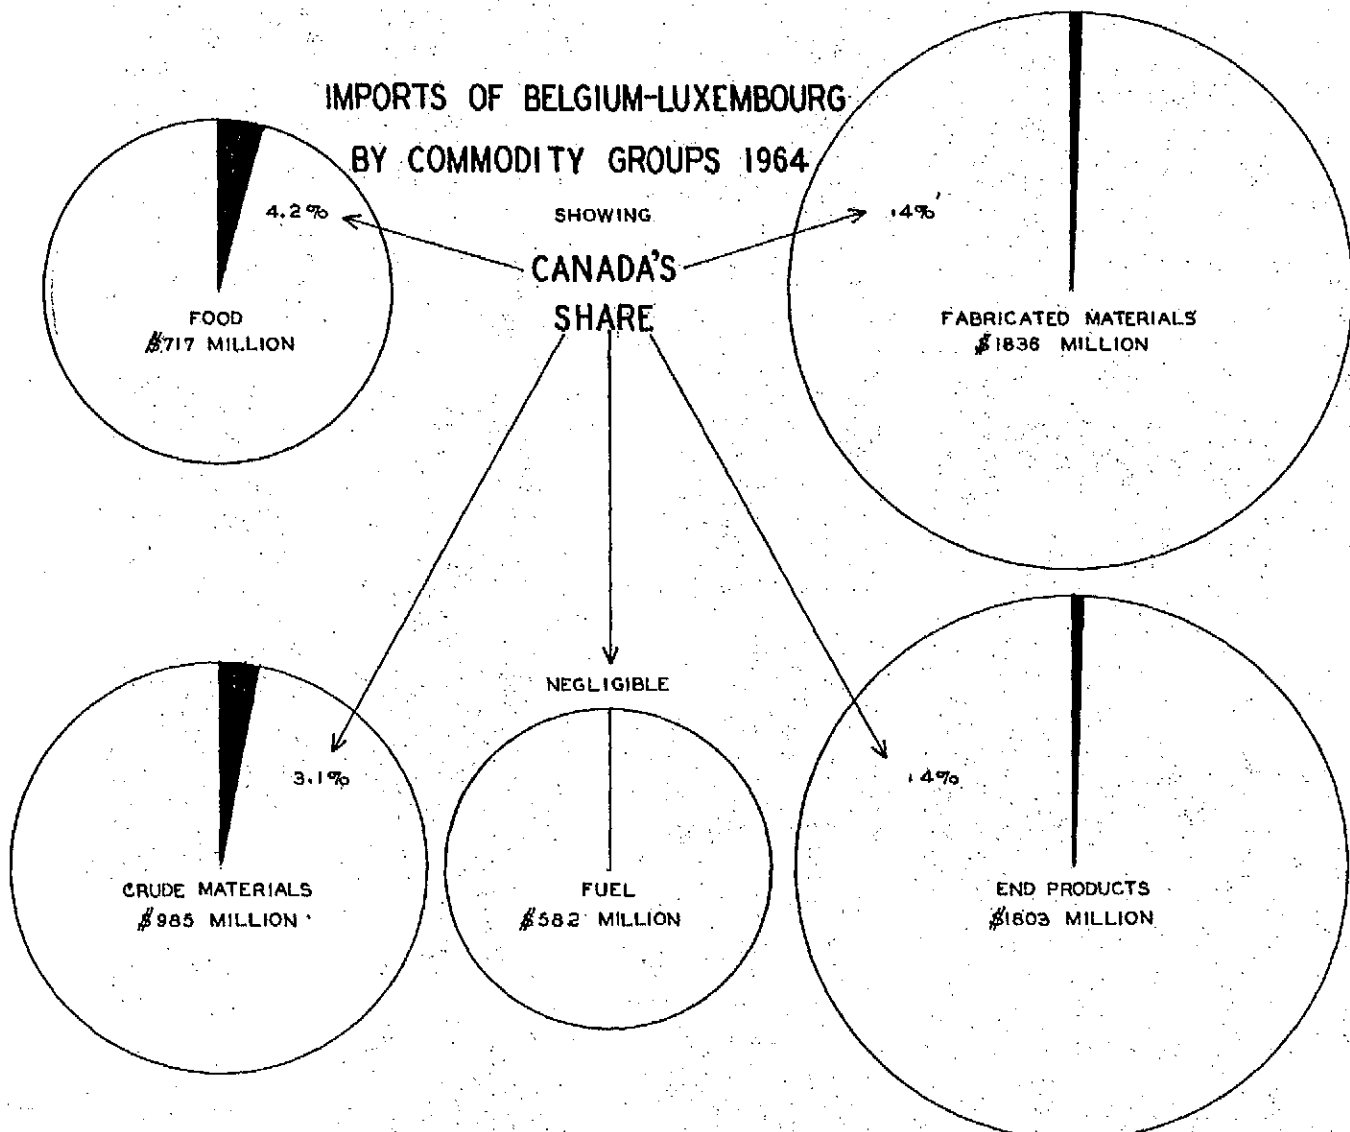 IMPORTS OF BELGIUM-LUXEMBOURG
BY COMMODITY GROUPS 1964
SHOWING
CANADA'S
SHARE
4.2%
FOOD
$717 MILLION
.4%
FABRICATED MATERIALS
$1836 MILLION
3.1%
CRUDE MATERIALS
$985 MILLION
NEGLIGIBLE
FUEL
$582 MILLION
.4%
END PRODUCTS
$1803 MILLION